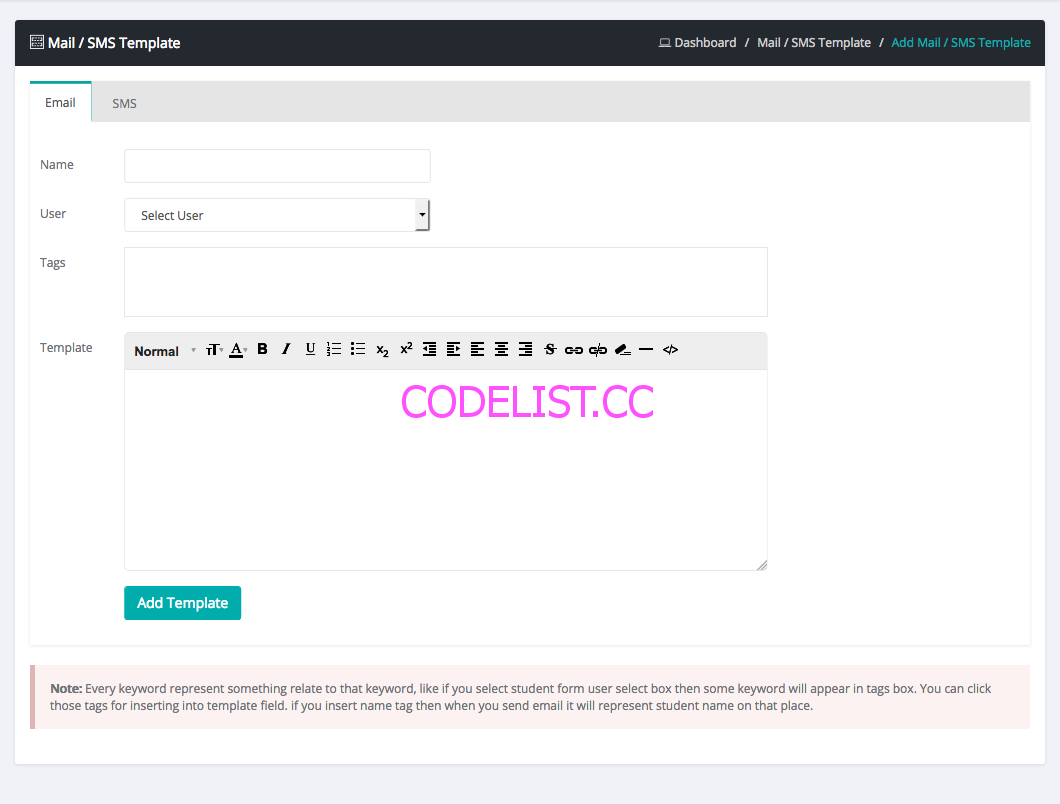 Mail / SMS Template
Dashboard / Mail / SMS Template / Add Mail / SMS Template
Email SMS
Name
User Select User
Tags
Template Normal
CODELIST.CC
Add Template
Note: Every keyword represent something relate to that keyword, like if you select student form user select box then some keyword will appear in tags box. You can click
those tags for inserting into template field. if you insert name tag then when you send email it will represent student name on that place.